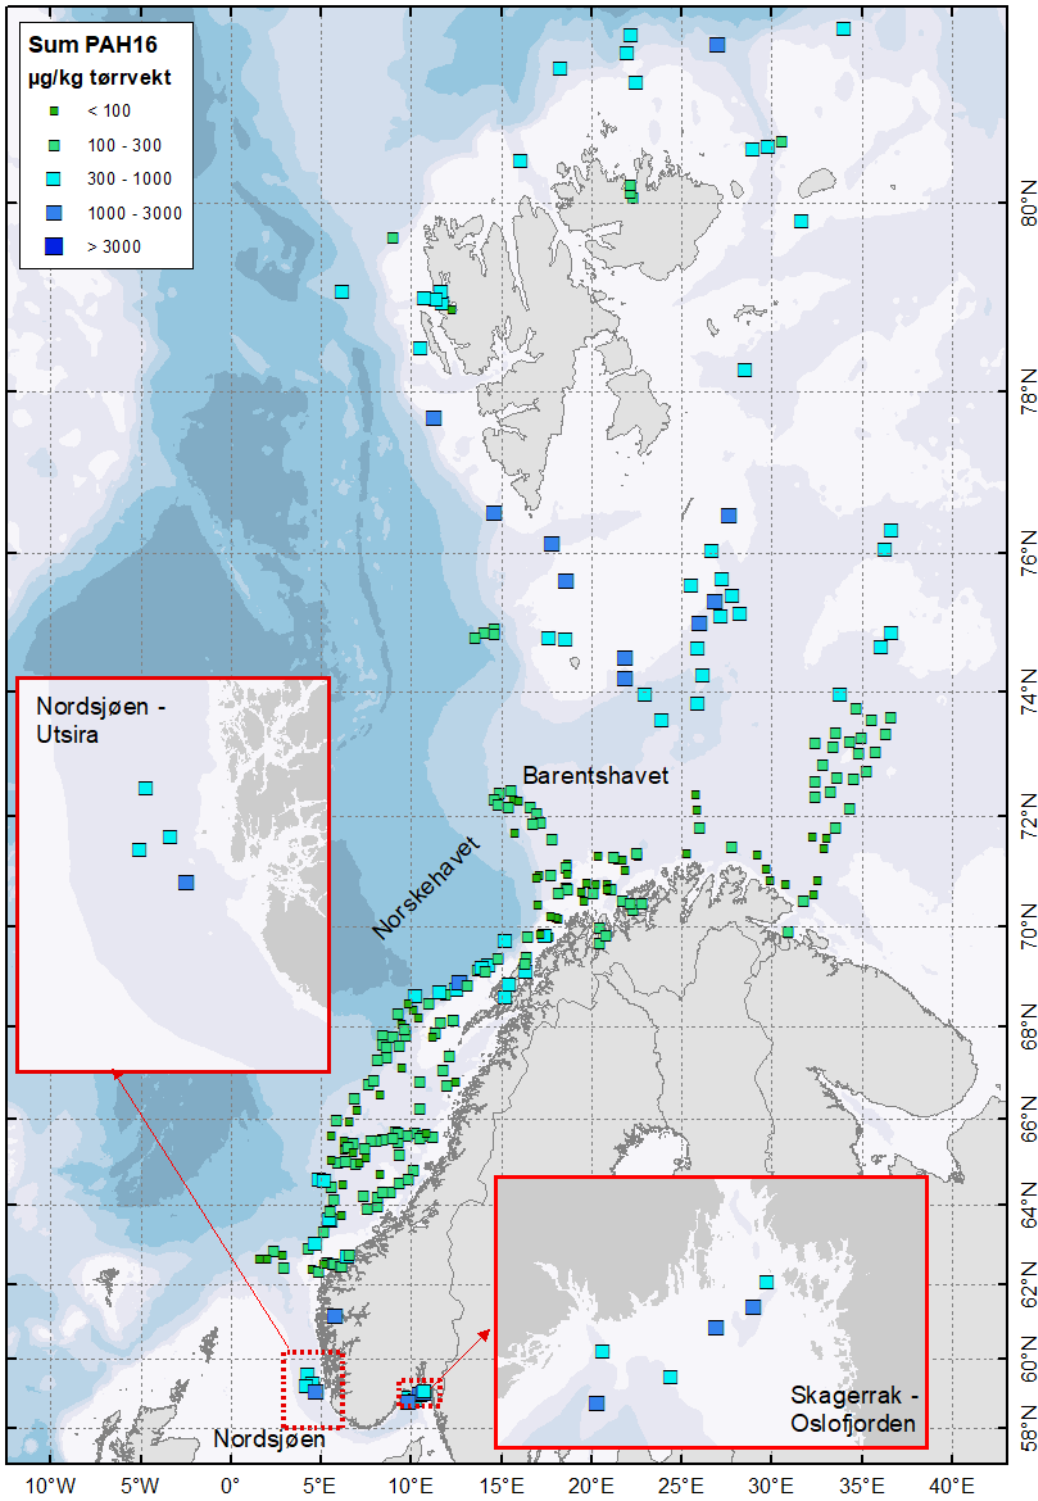 Sum PAH16
µg/kg tørrvekt
< 100
100 - 300
300 - 1000
1000 - 3000
> 3000
80°N
78°N
76°N
74°N
72°N
70°N
68°N
66°N
64°N
62°N
60°N
58°N
Nordsjøen -
Utsira
Barentshavet
Norskehavet
Skagerrak -
Oslofjorden
Nordsjøen
10°W
5°W
0°
5°E
10°E
15°E
20°E
25°E
30°E
35°E
40°E